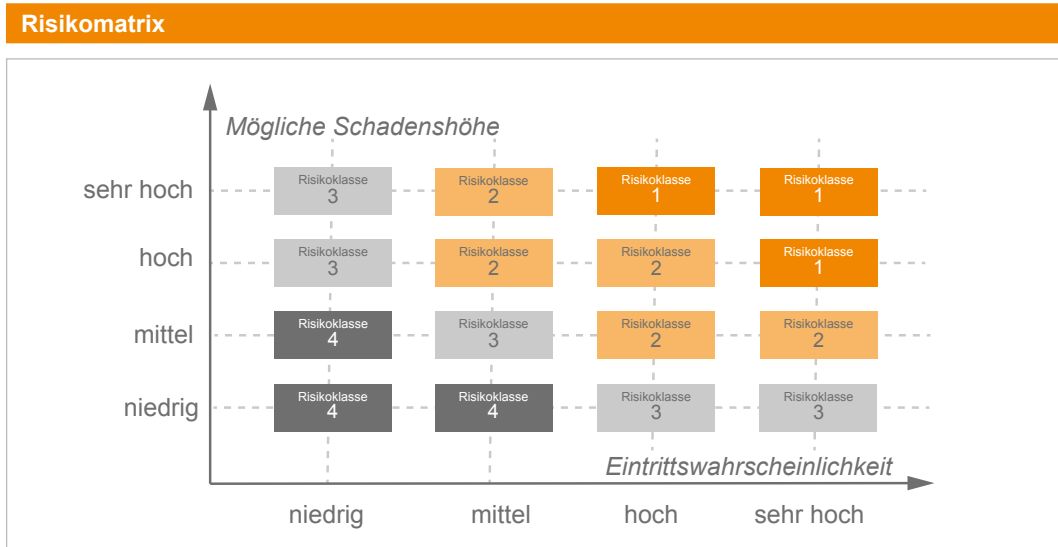 Risikomatrix
Mögliche Schadenshöhe
sehr hoch
Risikoklasse
3
Risikoklasse
2
Risikoklasse
1
Risikoklasse
1
hoch
Risikoklasse
3
Risikoklasse
2
Risikoklasse
2
Risikoklasse
1
mittel
Risikoklasse
4
Risikoklasse
3
Risikoklasse
2
Risikoklasse
2
niedrig
Risikoklasse
4
Risikoklasse
4
Risikoklasse
3
Risikoklasse
3
Eintrittswahrscheinlichkeit
niedrig
mittel
hoch
sehr hoch